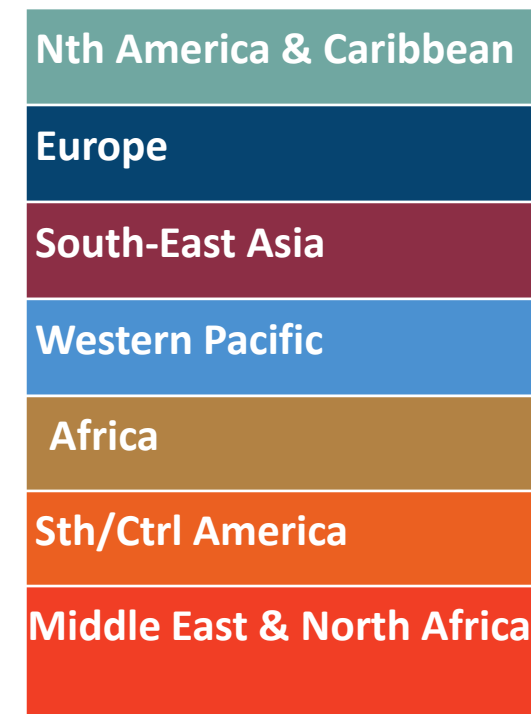 Nth America & Caribbean
Europe
South-East Asia
Western Pacific
Africa
Sth/Ctrl America
Middle East & North Africa